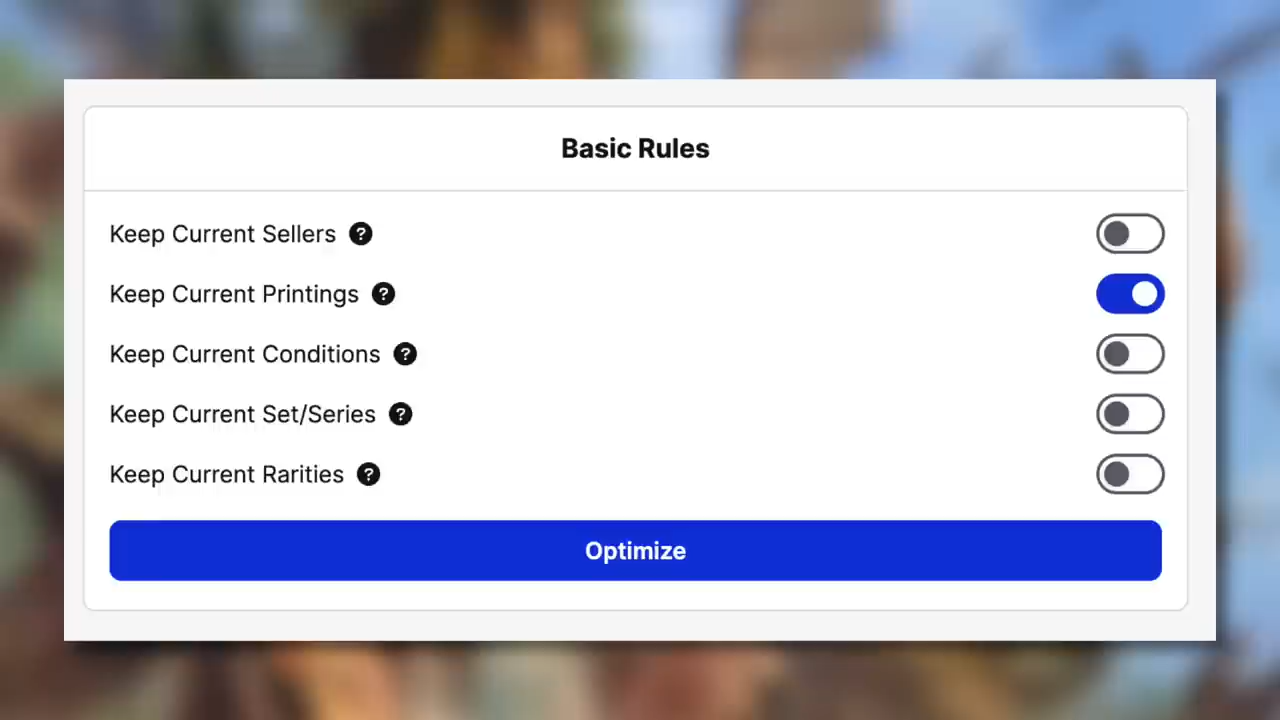 Basic Rules
Keep Current Sellers ?
Keep Current Printings ?
Keep Current Conditions ?
Keep Current Set/Series ?
Keep Current Rarities ?
Optimize